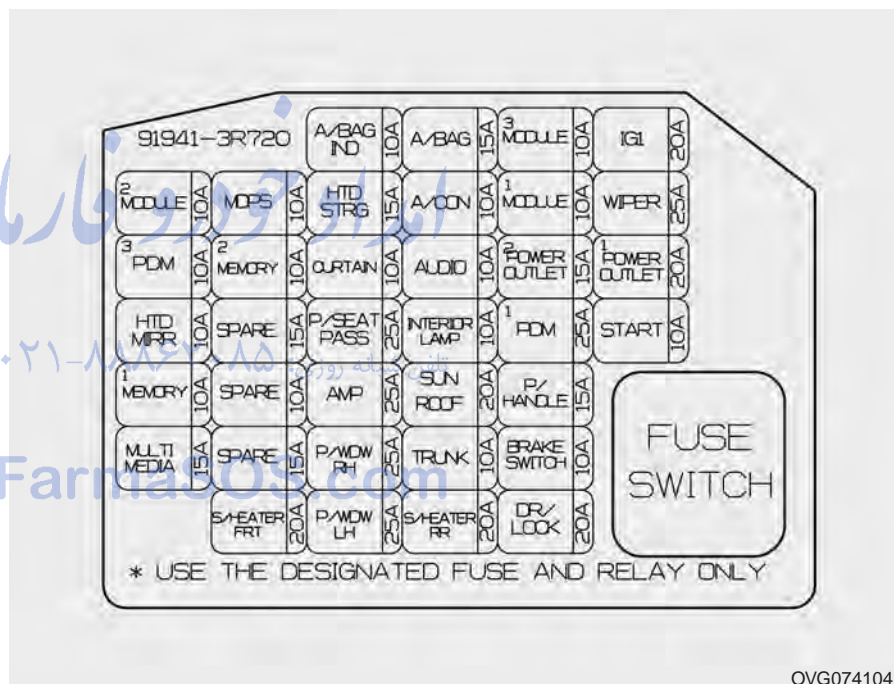 91941-3R720 A/BAG IND 10A A/BAG 15A 3 MODULE 10A IG1 20A
2 MODULE 10A MDPS 10A HTD STRG 15A A/CON 10A 1 MODLUE 10A WIPER 25A
3 PDM 10A 2 MEMORY 10A CURTAIN 10A AUDIO 10A 2 POWER OUTLET 15A 1 POWER OUTLET 20A
HTD MIRR 10A SPARE 15A P/SEAT PASS 25A INTERIOR LAMP 10A 1 PDM 25A START 10A
1 MEMORY 10A SPARE 10A AMP 25A SUN ROOF 20A P/HANDLE 15A
MULTI MEDIA 15A SPARE 15A P/WDW RH 25A TRUNK 10A BRAKE SWITCH 10A
S/HEATER FRT 20A P/WDW LH 25A S/HEATER RR 20A DR/LOCK 20A
FUSE
SWITCH
* USE THE DESIGNATED FUSE AND RELAY ONLY
تلفن شبانه روزی:
FarmaSOS.com
OVG074104